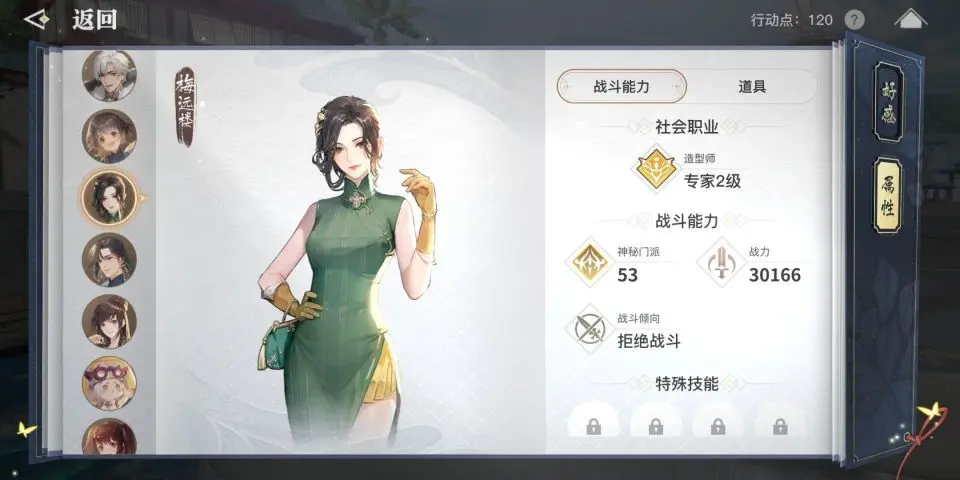 返回
行动点：120
?
梅远楼
战斗能力
道具
社会职业
造型师
专家2级
战斗能力
神秘门派
53
战力
30166
战斗倾向
拒绝战斗
特殊技能
好感
属性